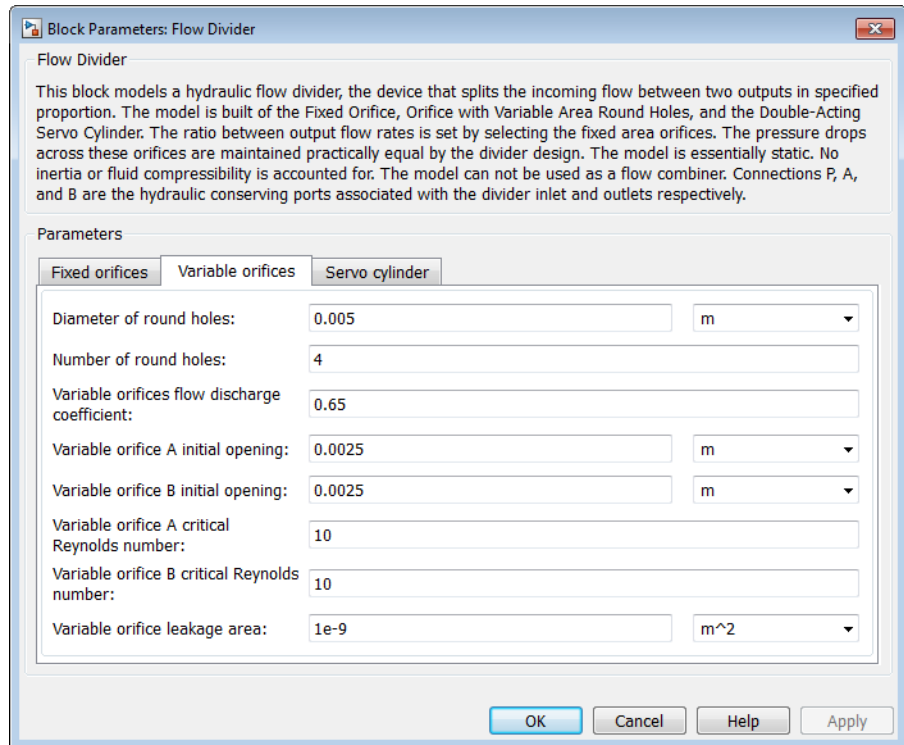 Block Parameters: Flow Divider
Flow Divider
This block models a hydraulic flow divider, the device that splits the incoming flow between two outputs in specified
proportion. The model is built of the Fixed Orifice, Orifice with Variable Area Round Holes, and the Double-Acting
Servo Cylinder. The ratio between output flow rates is set by selecting the fixed area orifices. The pressure drops
across these orifices are maintained practically equal by the divider design. The model is essentially static. No
inertia or fluid compressibility is accounted for. The model can not be used as a flow combiner. Connections P, A,
and B are the hydraulic conserving ports associated with the divider inlet and outlets respectively.
Parameters
Fixed orifices Variable orifices Servo cylinder
Diameter of round holes: 0.005 m
Number of round holes: 4
Variable orifices flow discharge
coefficient: 0.65
Variable orifice A initial opening: 0.0025 m
Variable orifice B initial opening: 0.0025 m
Variable orifice A critical
Reynolds number: 10
Variable orifice B critical Reynolds
number: 10
Variable orifice leakage area: 1e-9 m^2
OK Cancel Help Apply